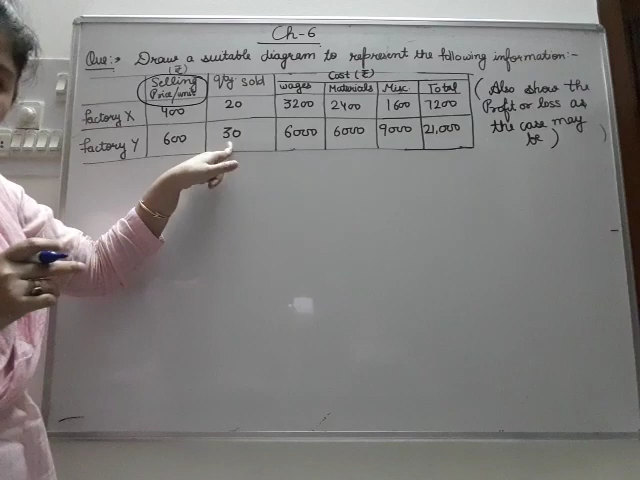 Ch-6
Que:→ Draw a suitable diagram to represent the following information:-
(₹) Cost (₹)
Selling Price/unit qty sold wages Materials Misc. Total
Factory X 400 20 3200 2400 1600 7200
Factory Y 600 30 6000 6000 9000 21,000
(Also show the
Profit or loss as
the case may
be)